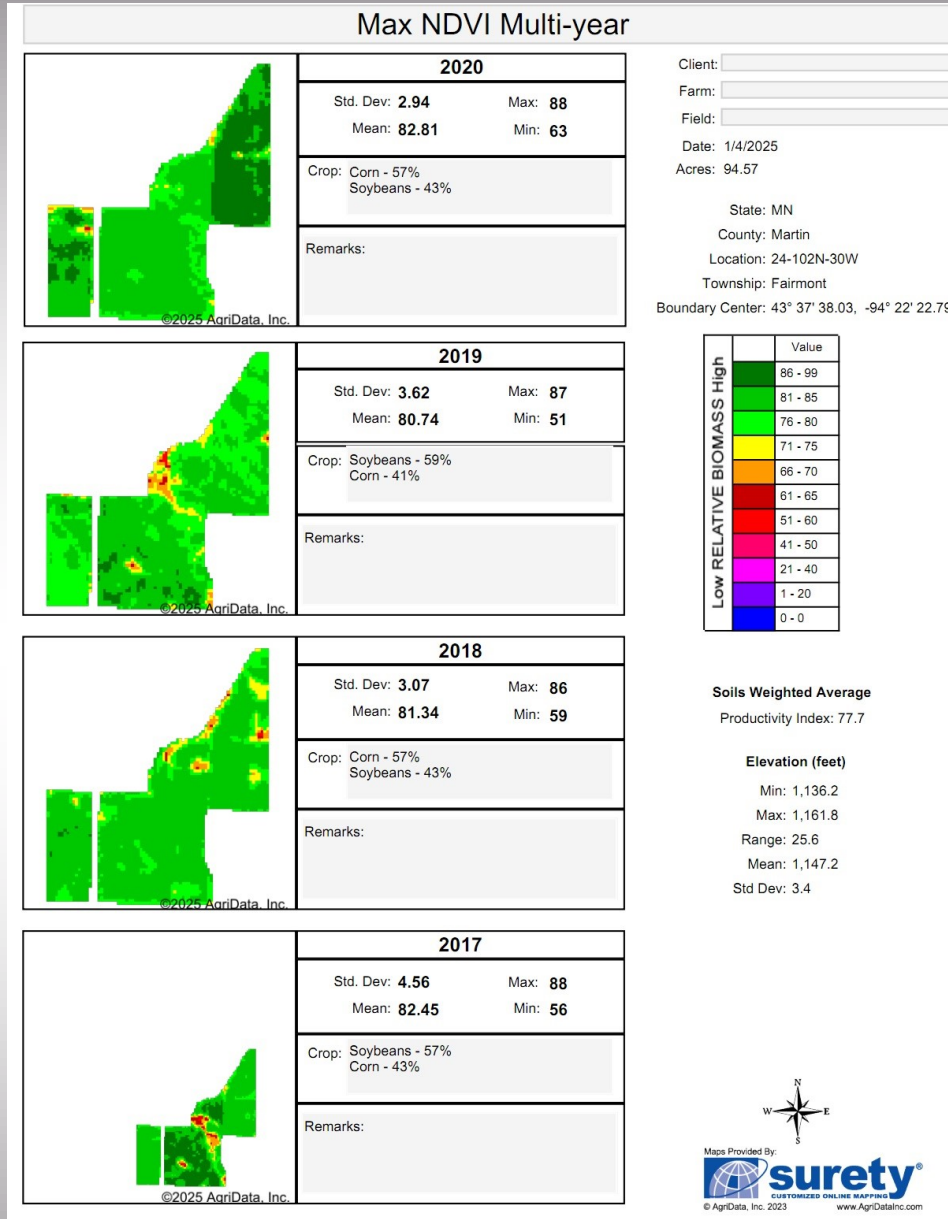 Max NDVI Multi-year
2020
Std. Dev: 2.94 Max: 88
Mean: 82.81 Min: 63
Crop: Corn - 57%
Soybeans - 43%
Remarks:
©2025 AgriData, Inc.
2019
Std. Dev: 3.62 Max: 87
Mean: 80.74 Min: 51
Crop: Soybeans - 59%
Corn - 41%
Remarks:
©2025 AgriData, Inc.
2018
Std. Dev: 3.07 Max: 86
Mean: 81.34 Min: 59
Crop: Corn - 57%
Soybeans - 43%
Remarks:
©2025 AgriData, Inc.
2017
Std. Dev: 4.56 Max: 88
Mean: 82.45 Min: 56
Crop: Soybeans - 57%
Corn - 43%
Remarks:
©2025 AgriData, Inc.
Client:
Farm:
Field:
Date: 1/4/2025
Acres: 94.57
State: MN
County: Martin
Location: 24-102N-30W
Township: Fairmont
Boundary Center: 43° 37' 38.03, -94° 22' 22.79
Low RELATIVE BIOMASS High
Value
86 - 99
81 - 85
76 - 80
71 - 75
66 - 70
61 - 65
51 - 60
41 - 50
21 - 40
1 - 20
0 - 0
Soils Weighted Average
Productivity Index: 77.7
Elevation (feet)
Min: 1,136.2
Max: 1,161.8
Range: 25.6
Mean: 1,147.2
Std Dev: 3.4
N
W E
S
Maps Provided By:
surety®
CUSTOMIZED ONLINE MAPPING
© AgriData, Inc. 2023 www.AgriDataInc.com